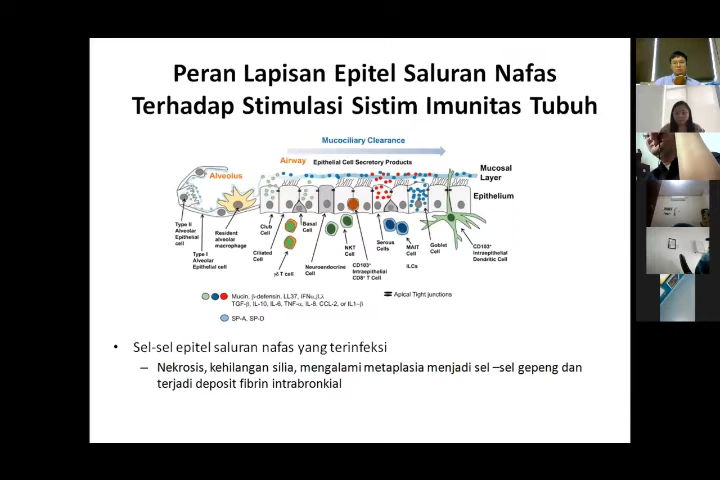 Peran Lapisan Epitel Saluran Nafas
Terhadap Stimulasi Sistim Imunitas Tubuh
Mucociliary Clearance
Airway
Epithelial Cell Secretory Products
Mucosal
Layer
Alveolus
Epithelium
Type II
Alveolar
Epithelial
cell
Type I
Alveolar
Epithelial cell
Resident
alveolar
macrophage
Club
Cell
Ciliated
Cell
γδ T cell
Basal
Cell
Neuroendocrine
Cell
NKT
Cell
CD103⁺
Intraepithelial
CD8⁺ T Cell
Serous
Cells
MAIT
Cell
ILCs
Goblet
Cell
CD103⁺
Intraepithelial
Dendritic Cell
Mucin, β-defensin, LL37, IFNα,β,λ
TGF-β, IL-10, IL-6, TNF-α, IL-8, CCL-2, or IL1-β
Apical Tight junctions
SP-A, SP-D
• Sel-sel epitel saluran nafas yang terinfeksi
– Nekrosis, kehilangan silia, mengalami metaplasia menjadi sel –sel gepeng dan
terjadi deposit fibrin intrabronkial